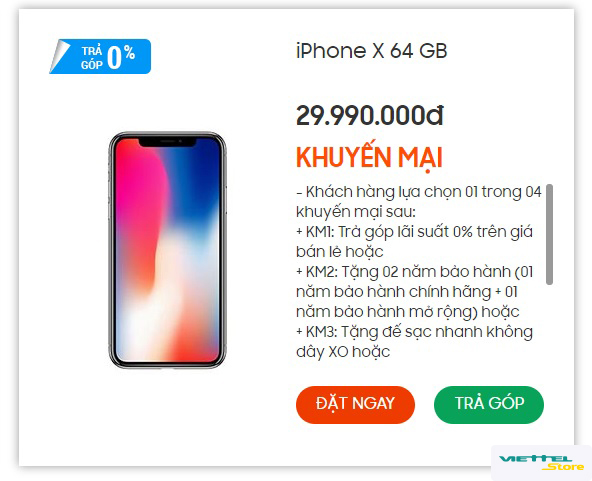 TRẢ
GÓP 0%
iPhone X 64 GB
29.990.000đ
KHUYẾN MẠI
- Khách hàng lựa chọn 01 trong 04
khuyến mại sau:
+ KM1: Trả góp lãi suất 0% trên giá
bán lẻ hoặc
+ KM2: Tặng 02 năm bảo hành (01
năm bảo hành chính hãng + 01
năm bảo hành mở rộng) hoặc
+ KM3: Tặng đế sạc nhanh không
dây XO hoặc
ĐẶT NGAY
TRẢ GÓP
VIETTEL
Store